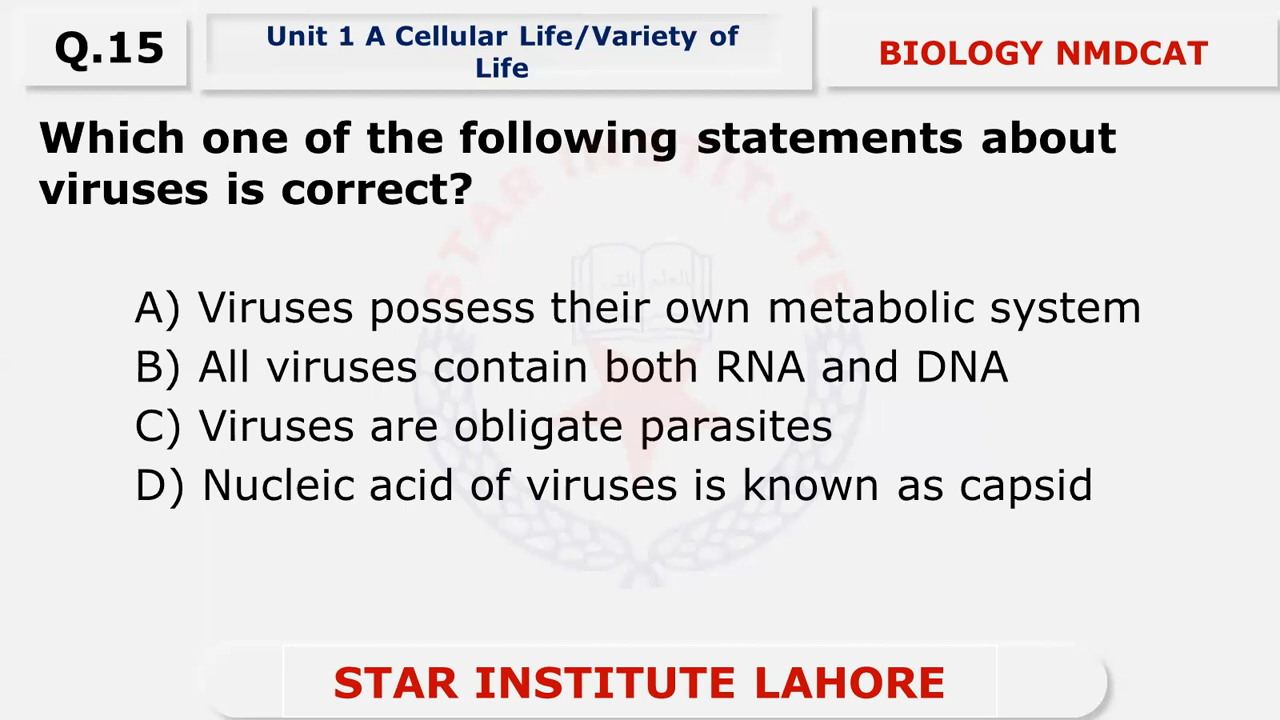 Q.15
Unit 1 A Cellular Life/Variety of
Life
BIOLOGY NMDCAT
Which one of the following statements about
viruses is correct?
STAR INSTITUTE
A) Viruses possess their own metabolic system
B) All viruses contain both RNA and DNA
C) Viruses are obligate parasites
D) Nucleic acid of viruses is known as capsid
STAR INSTITUTE LAHORE